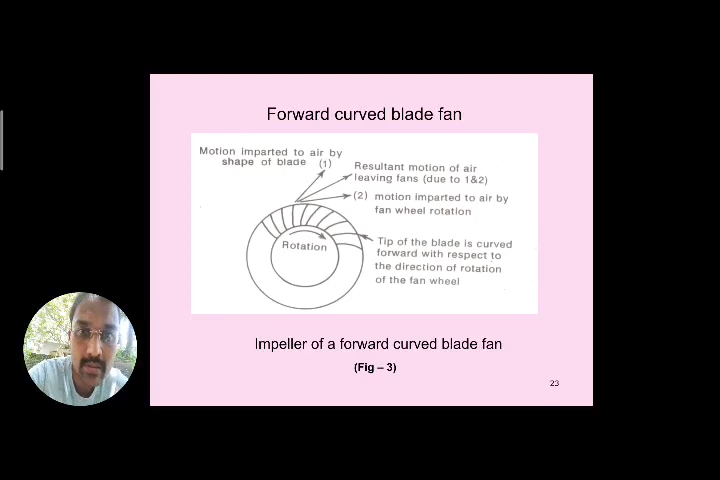 Forward curved blade fan
Motion imparted to air by
shape of blade (1)
Resultant motion of air
leaving fans (due to 1&2)
(2) motion imparted to air by
fan wheel rotation
Rotation
Tip of the blade is curved
forward with respect to
the direction of rotation
of the fan wheel
Impeller of a forward curved blade fan
(Fig – 3)
23